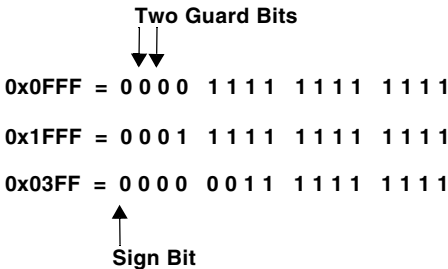 Two Guard Bits
0x0FFF = 0 0 0 0 1 1 1 1 1 1 1 1 1 1 1 1
0x1FFF = 0 0 0 1 1 1 1 1 1 1 1 1 1 1 1 1
0x03FF = 0 0 0 0 0 0 1 1 1 1 1 1 1 1 1 1
Sign Bit